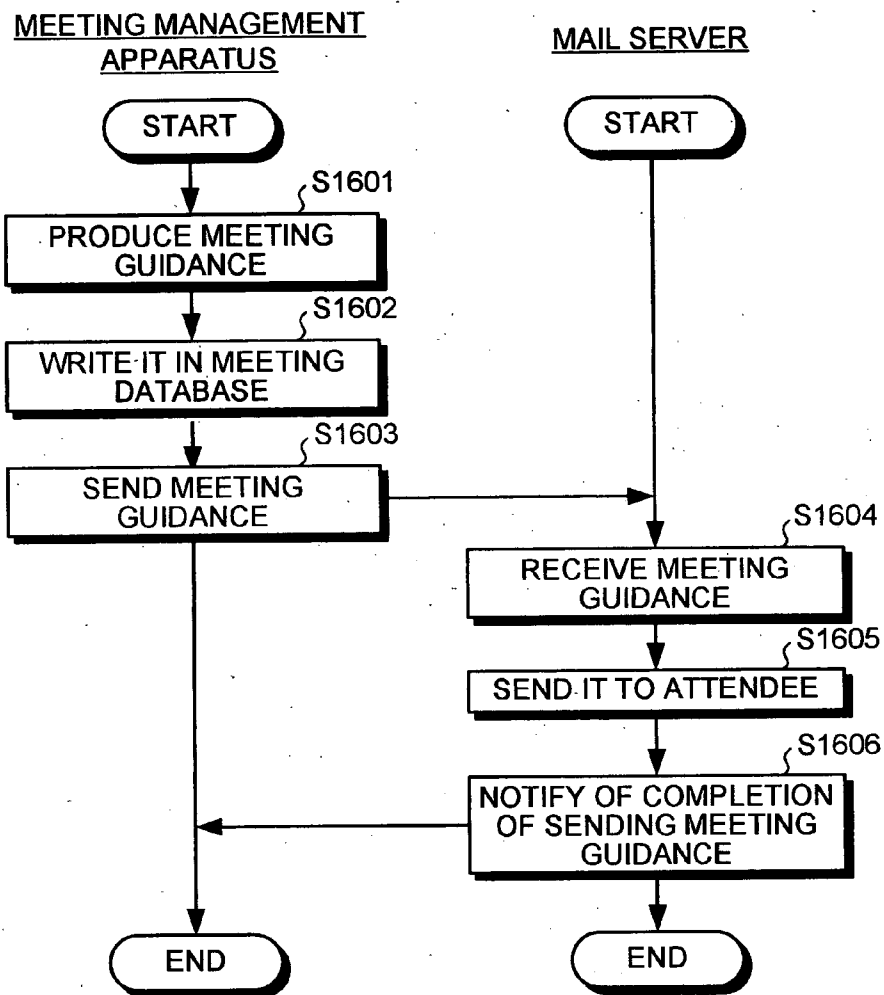 MEETING MANAGEMENT
APPARATUS
START
S1601
PRODUCE MEETING
GUIDANCE
S1602
WRITE IT IN MEETING
DATABASE
S1603
SEND MEETING
GUIDANCE
END
MAIL SERVER
START
S1604
RECEIVE MEETING
GUIDANCE
S1605
SEND IT TO ATTENDEE
S1606
NOTIFY OF COMPLETION
OF SENDING MEETING
GUIDANCE
END